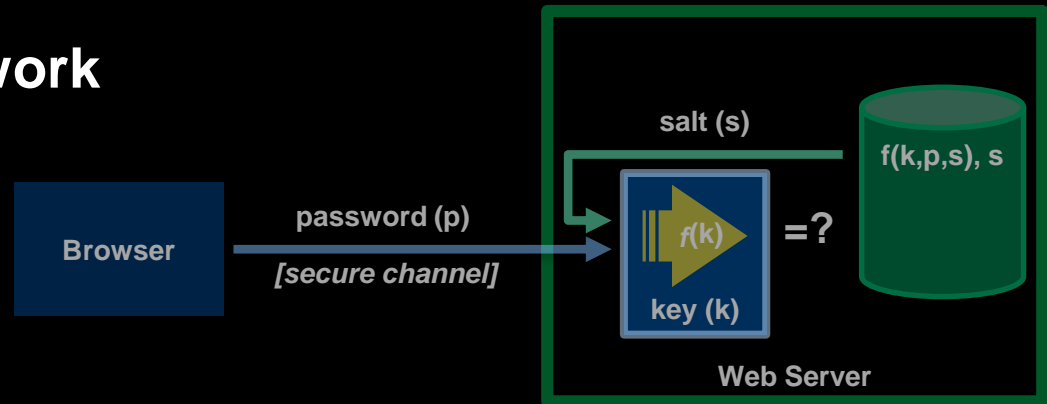 work
salt (s)
f(k,p,s), s
password (p)
Browser
f(k)
=?
[secure channel]
key (k)
Web Server